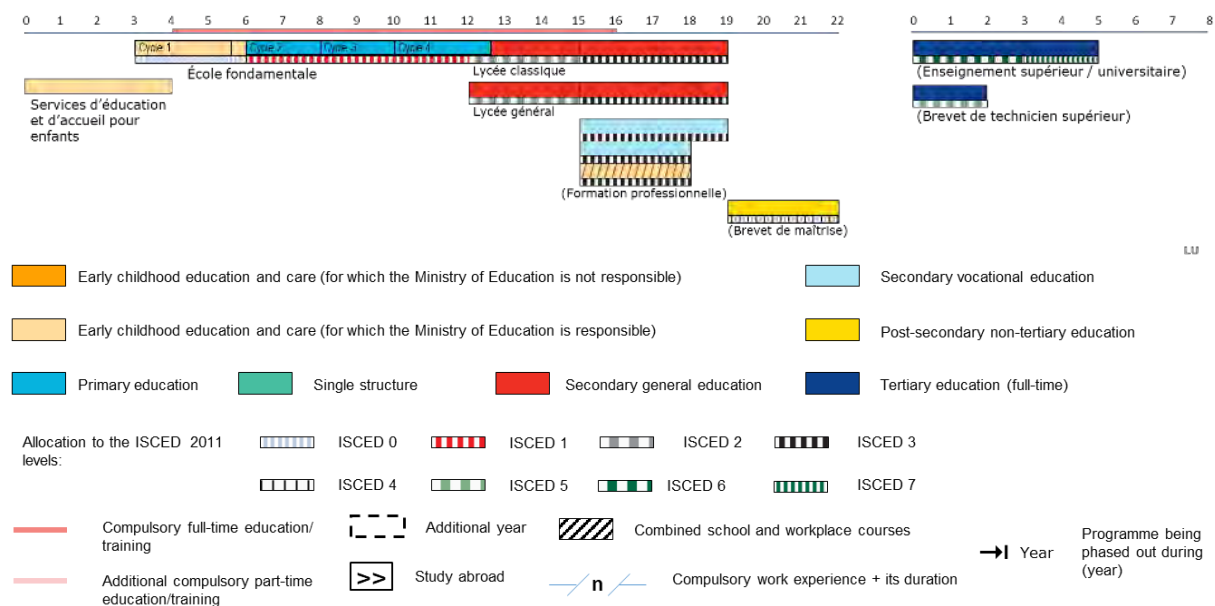 0 1 2 3 4 5 6 7 8 9 10 11 12 13 14 15 16 17 18 19 20 21 22
0 1 2 3 4 5 6 7 8
Cycle 1 Cycle 2 Cycle 3 Cycle 4
École fondamentale
Lycée classique
(Enseignement supérieur / universitaire)
Services d'éducation
et d'accueil pour
enfants
Lycée général
(Brevet de technicien supérieur)
(Formation professionnelle)
(Brevet de maîtrise)
LU
Early childhood education and care (for which the Ministry of Education is not responsible)
Secondary vocational education
Early childhood education and care (for which the Ministry of Education is responsible)
Post-secondary non-tertiary education
Primary education
Single structure
Secondary general education
Tertiary education (full-time)
Allocation to the ISCED 2011
levels:
ISCED 0
ISCED 1
ISCED 2
ISCED 3
ISCED 4
ISCED 5
ISCED 6
ISCED 7
Compulsory full-time education/
training
Additional year
Combined school and workplace courses
Year
Programme being
phased out during
(year)
Additional compulsory part-time
education/training
>>
Study abroad
n
Compulsory work experience + its duration